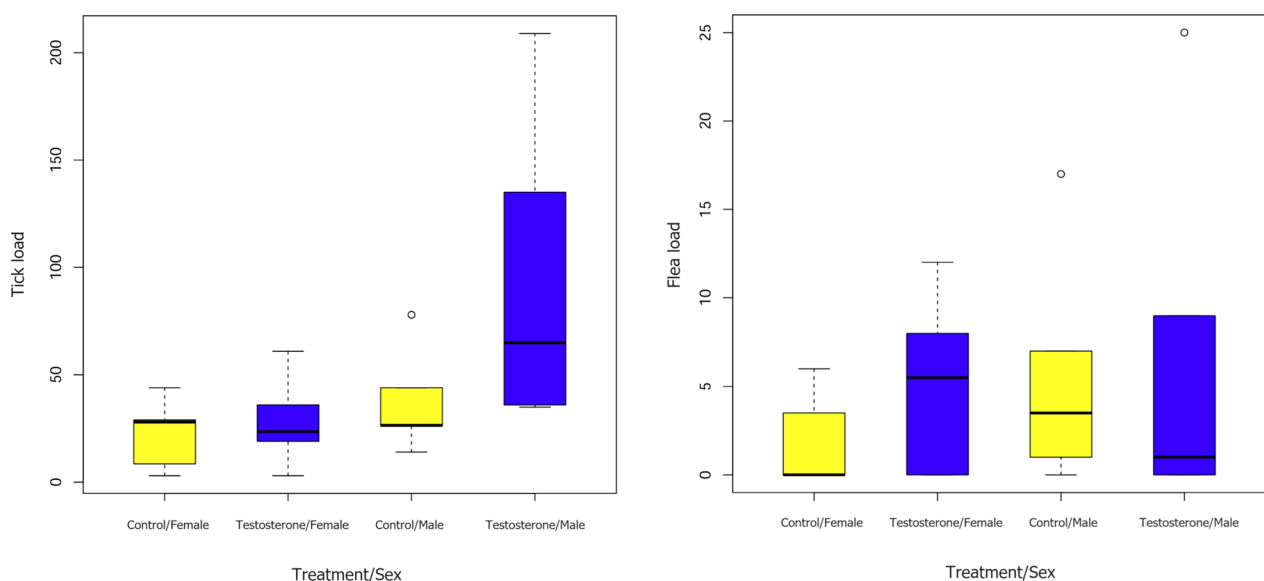 Tick load
200
150
100
50
0
Control/Female Testosterone/Female Control/Male Testosterone/Male
Treatment/Sex
Flea load
25
20
15
10
5
0
Control/Female Testosterone/Female Control/Male Testosterone/Male
Treatment/Sex